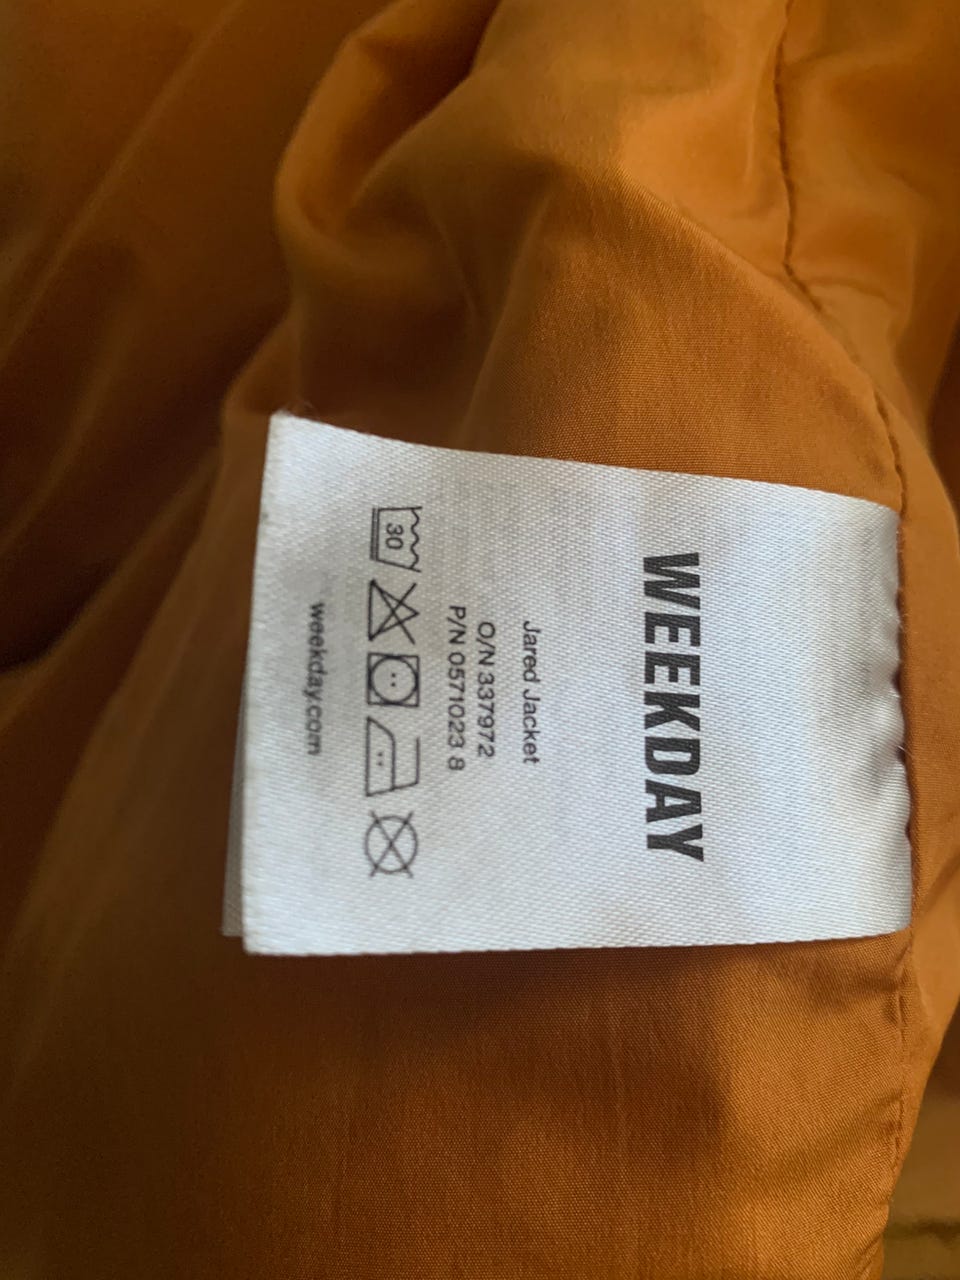 WEEKDAY
Jared Jacket
O/N 337972
P/N 0571023 8
30
weekday.com